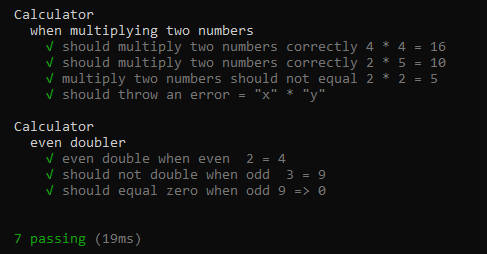 Calculator
when multiplying two numbers
√ should multiply two numbers correctly 4 * 4 = 16
√ should multiply two numbers correctly 2 * 5 = 10
√ multiply two numbers should not equal 2 * 2 = 5
√ should throw an error = "x" * "y"
Calculator
even doubler
√ even double when even  2 = 4
√ should not double when odd  3 = 9
√ should equal zero when odd 9 => 0
7 passing (19ms)